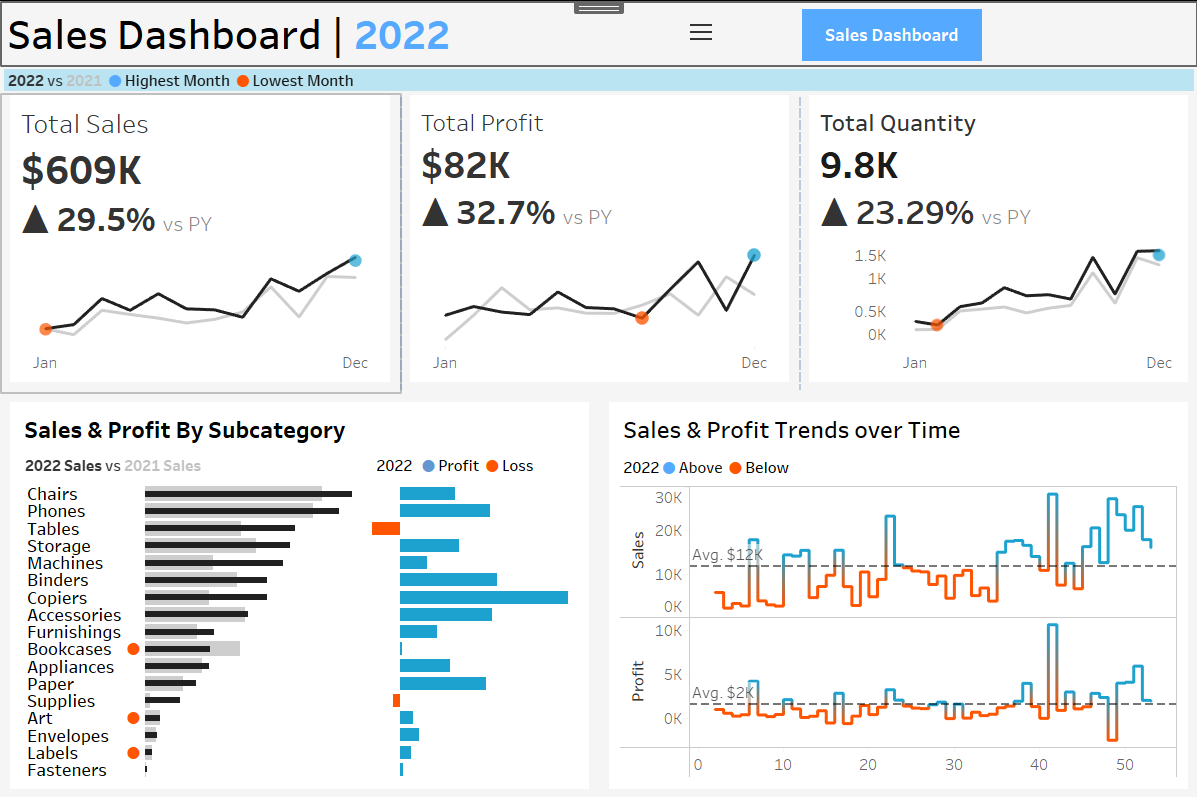 Sales Dashboard | 2022
Sales Dashboard
2022 vs 2021 Highest Month Lowest Month
Total Sales
$609K
▲ 29.5% vs PY
Jan Dec
Total Profit
$82K
▲ 32.7% vs PY
Jan Dec
Total Quantity
9.8K
▲ 23.29% vs PY
1.5K
1K
0.5K
0K
Jan Dec
Sales & Profit By Subcategory
2022 Sales vs 2021 Sales
2022 Profit Loss
Chairs
Phones
Tables
Storage
Machines
Binders
Copiers
Accessories
Furnishings
Bookcases
Appliances
Paper
Supplies
Art
Envelopes
Labels
Fasteners
Sales & Profit Trends over Time
2022 Above Below
Sales
30K
20K
Avg. $12K
10K
0K
Profit
10K
5K
Avg. $2K
0K
0 10 20 30 40 50